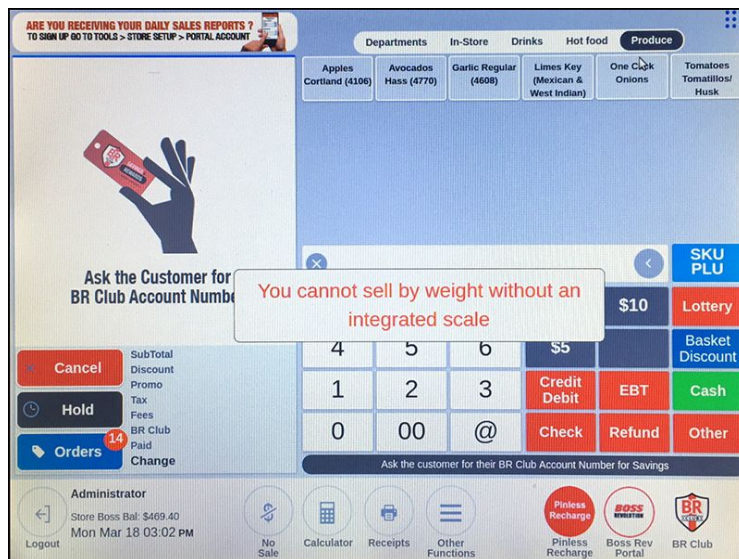 ARE YOU RECEIVING YOUR DAILY SALES REPORTS ?
TO SIGN UP GO TO TOOLS > STORE SETUP > PORTAL ACCOUNT
Departments
In-Store
Drinks
Hot food
Produce
Apples
Cortland (4106)
Avocados
Hass (4770)
Garlic Regular
(4608)
Limes Key
(Mexican &
West Indian)
One Click
Onions
Tomatoes
Tomatillos/
Husk
BR
Ask the Customer for
BR Club Account Numbe
You cannot sell by weight without an
integrated scale
SKU
PLU
$10
Lottery
4
5
6
$5
Basket
Discount
1
2
3
Credit
Debit
EBT
Cash
0
00
@
Check
Refund
Other
Ask the customer for their BR Club Account Number for Savings
Cancel
Hold
Orders
14
SubTotal
Discount
Promo
Tax
Fees
BR Club
Paid
Change
Logout
Administrator
Store Boss Bal: $469.40
Mon Mar 18 03:02 PM
No
Sale
Calculator
Receipts
Other
Functions
Pinless
Recharge
Pinless
Recharge
BOSS
REVOLUTION
Boss Rev
Portal
BR
BR Club